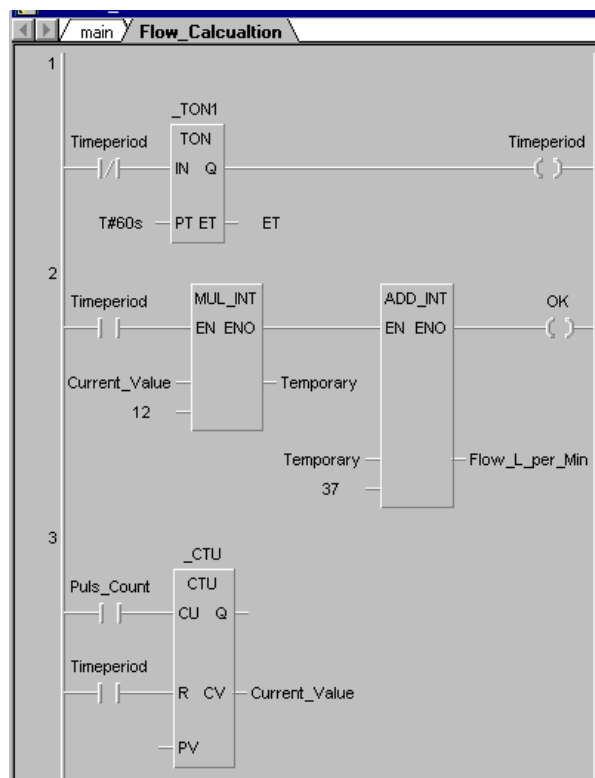 main Flow_Calcualtion
1
_TON1
Timeperiod TON Timeperiod
IN Q
T#60s PT ET ET
2
Timeperiod MUL_INT ADD_INT OK
EN ENO EN ENO
Current_Value Temporary
12
Temporary Flow_L_per_Min
37
3
_CTU
Puls_Count CTU
CU Q
Timeperiod
R CV Current_Value
PV